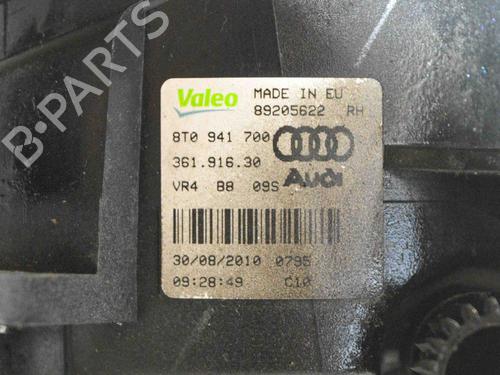 Valeo MADE IN EU
89205622 RH
8T0 941 700
361.916.30
Audi
VR4 B8 09S
30/08/2010 0795
09:28:49 C10
B-PARTS